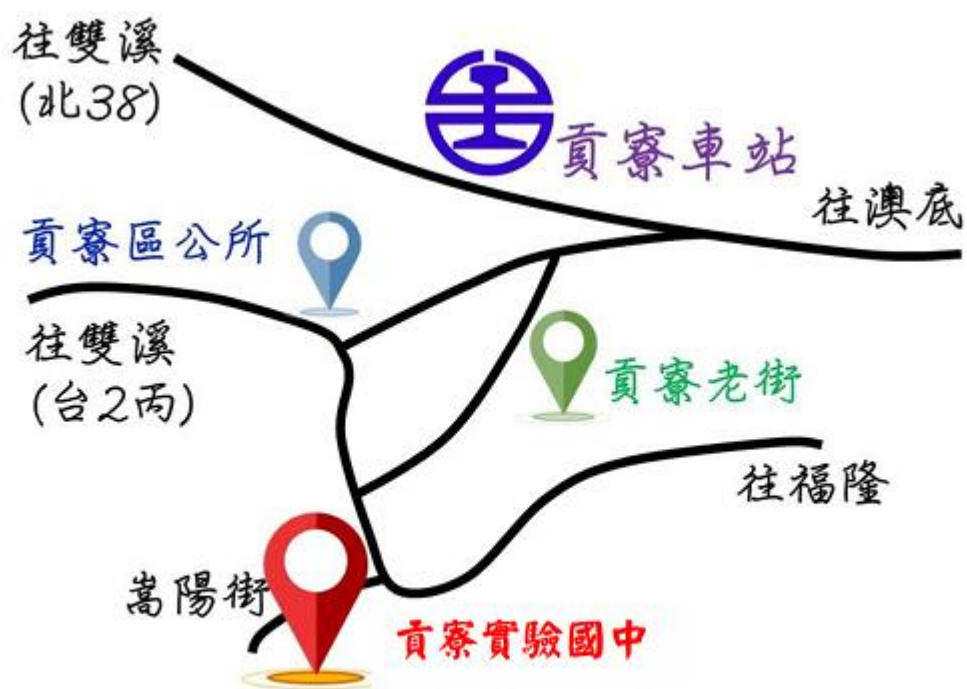 往雙溪
(北38)
貢寮車站
往澳底
貢寮區公所
往雙溪
(台2丙)
貢寮老街
往福隆
嵩陽街
貢寮實驗國中